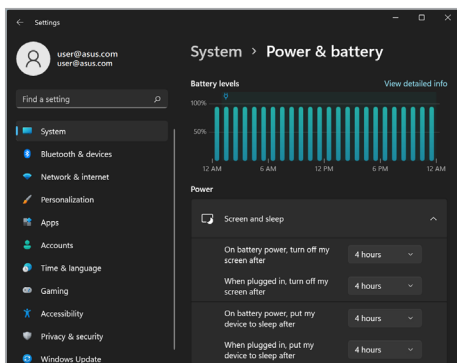 Settings
user@asus.com
user@asus.com
Find a setting
System
Bluetooth & devices
Network & internet
Personalization
Apps
Accounts
Time & language
Gaming
Accessibility
Privacy & security
Windows Update
System > Power & battery
Battery levels
View detailed info
100%
50%
12 AM 6 AM 12 PM 6 PM 12 AM
Power
Screen and sleep
On battery power, turn off my
screen after
4 hours
When plugged in, turn off my
screen after
4 hours
On battery power, put my
device to sleep after
4 hours
When plugged in, put my
device to sleep after
4 hours